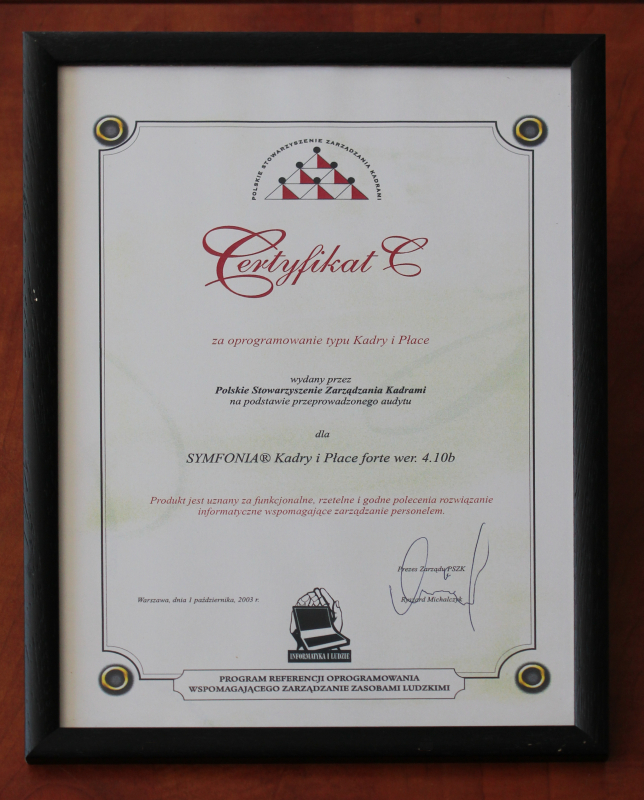 POLSKIE STOWARZYSZENIE ZARZĄDZANIA KADRAMI
Certyfikat C
za oprogramowanie typu Kadry i Płace
wydany przez
Polskie Stowarzyszenie Zarządzania Kadrami
na podstawie przeprowadzonego audytu
dla
SYMFONIA® Kadry i Płace forte wer. 4.10b
Produkt jest uznany za funkcjonalne, rzetelne i godne polecenia rozwiązanie
informatyczne wspomagające zarządzanie personelem.
Prezes Zarządu PSZK
Warszawa, dnia 1 października, 2003 r.
Ryszard Michalczyk
INFORMATYKA I LUDZIE
PROGRAM REFERENCJI OPROGRAMOWANIA
WSPOMAGAJĄCEGO ZARZĄDZANIE ZASOBAMI LUDZKIMI